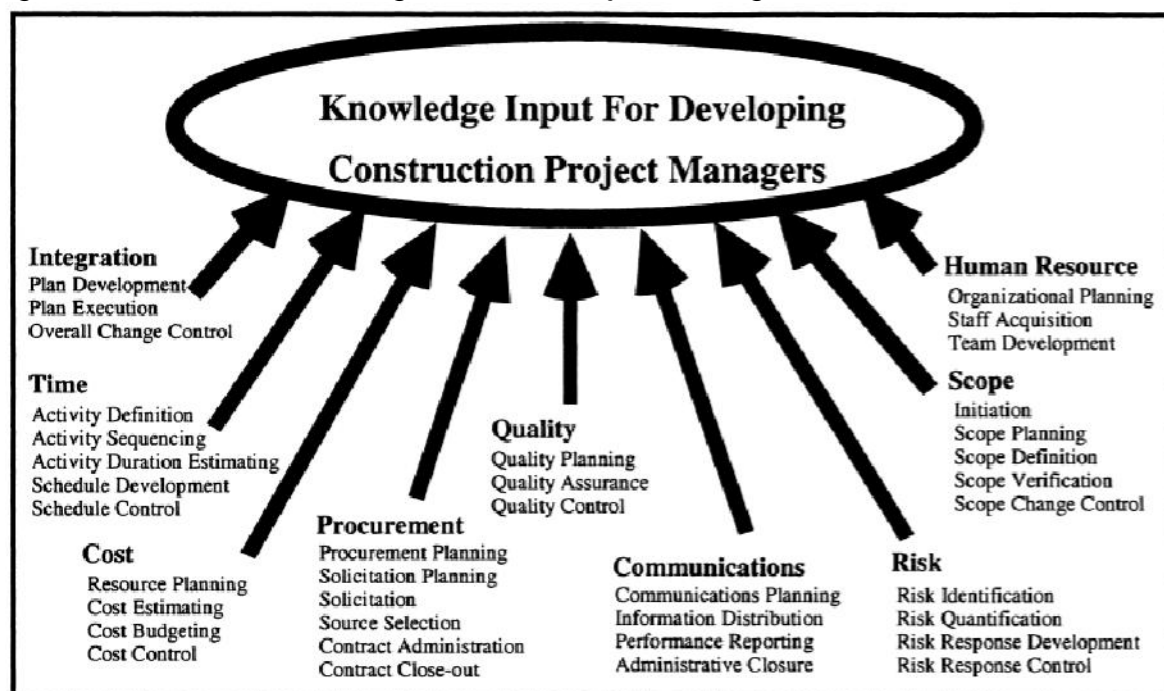 Knowledge Input For Developing
Construction Project Managers
Integration
Plan Development
Plan Execution
Overall Change Control
Time
Activity Definition
Activity Sequencing
Activity Duration Estimating
Schedule Development
Schedule Control
Cost
Resource Planning
Cost Estimating
Cost Budgeting
Cost Control
Procurement
Procurement Planning
Solicitation Planning
Solicitation
Source Selection
Contract Administration
Contract Close-out
Quality
Quality Planning
Quality Assurance
Quality Control
Communications
Communications Planning
Information Distribution
Performance Reporting
Administrative Closure
Risk
Risk Identification
Risk Quantification
Risk Response Development
Risk Response Control
Scope
Initiation
Scope Planning
Scope Definition
Scope Verification
Scope Change Control
Human Resource
Organizational Planning
Staff Acquisition
Team Development